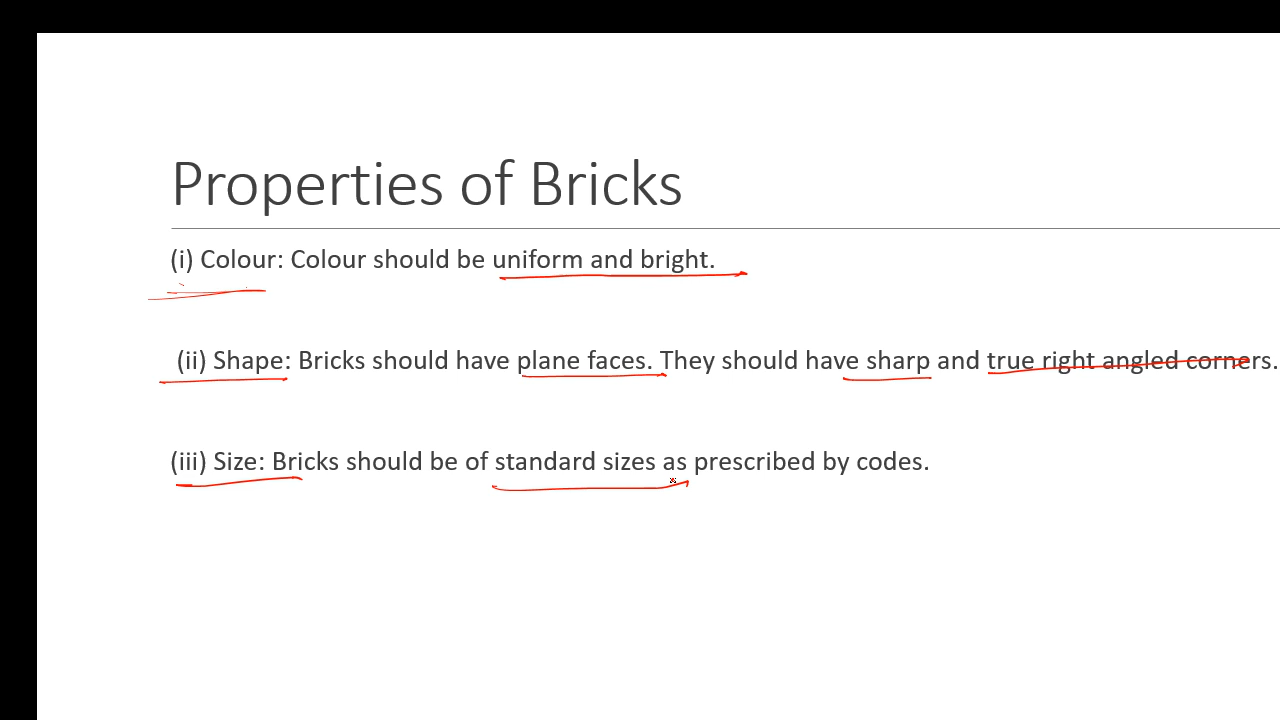 Properties of Bricks
(i) Colour: Colour should be uniform and bright.
(ii) Shape: Bricks should have plane faces. They should have sharp and true right angled corners.
(iii) Size: Bricks should be of standard sizes as prescribed by codes.